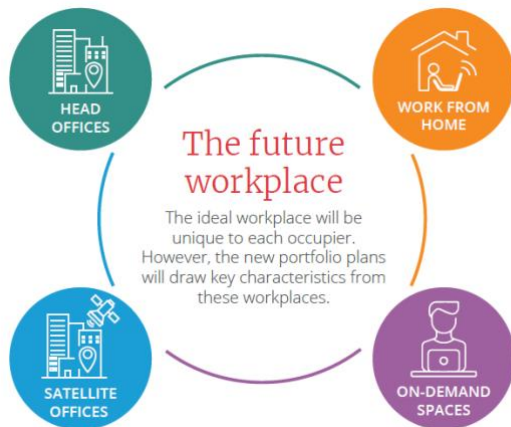 HEAD
OFFICES
WORK FROM
HOME
The future
workplace
The ideal workplace will be
unique to each occupier.
However, the new portfolio plans
will draw key characteristics from
these workplaces.
SATELLITE
OFFICES
ON-DEMAND
SPACES